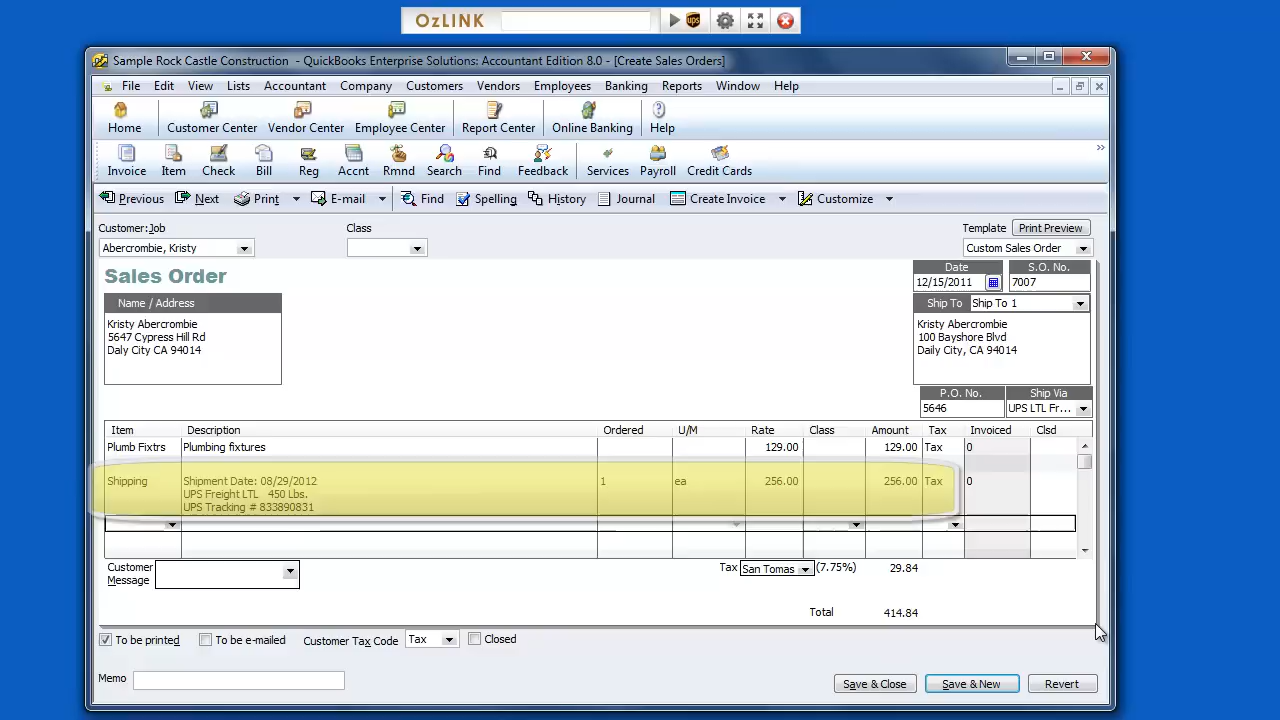 OzLINK
ups
Sample Rock Castle Construction - QuickBooks Enterprise Solutions: Accountant Edition 8.0 - [Create Sales Orders]
File Edit View Lists Accountant Company Customers Vendors Employees Banking Reports Window Help
Home Customer Center Vendor Center Employee Center Report Center Online Banking Help
Invoice Item Check Bill Reg Accnt Rmnd Search Find Feedback Services Payroll Credit Cards
Previous Next Print E-mail Find Spelling History Journal Create Invoice Customize
Customer:Job Class Template Print Preview
Abercrombie, Kristy Custom Sales Order
Sales Order
Date S.O. No.
12/15/2011 7007
Name / Address Ship To Ship To 1
Kristy Abercrombie
5647 Cypress Hill Rd
Daly City CA 94014
Kristy Abercrombie
100 Bayshore Blvd
Daily City, CA 94014
P.O. No. Ship Via
5646 UPS LTL Fr...
Item Description Ordered U/M Rate Class Amount Tax Invoiced Clsd
Plumb Fixtrs Plumbing fixtures 129.00 129.00 Tax 0
Shipping Shipment Date: 08/29/2012 1 ea 256.00 256.00 Tax 0
UPS Freight LTL 450 Lbs.
UPS Tracking # 833890831
Customer Message
Tax San Tomas (7.75%) 29.84
Total 414.84
To be printed To be e-mailed Customer Tax Code Tax Closed
Memo
Save & Close Save & New Revert